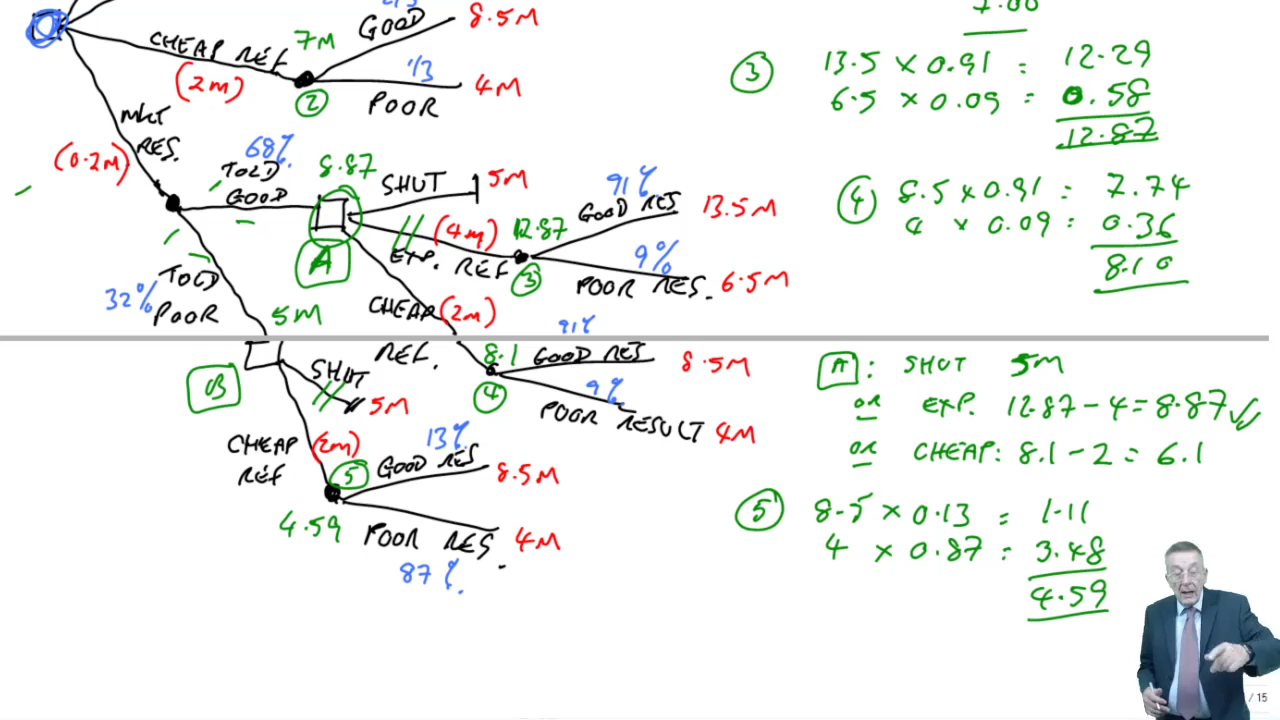 GOOD
8.5M
7M
CHEAP REF
(2m)
1/3
4M
POOR
2
MKT
RES.
(0.2M)
68%
TOLD
GOOD
8.87
SHUT
5M
A
(4m)
EXP. REF
12.87
3
91%
GOOD RES
13.5M
9%
POOR RES.
6.5M
32%
TOLD
POOR
5M
CHEAP
(2m)
REF.
8.1
4
91%
GOOD RES
8.5M
9%
POOR RESULT
4M
B
SHUT
5M
CHEAP
REF
(2m)
5
4.59
13%
GOOD RES
8.5M
POOR RES.
4M
87%
7.00
3
13.5 × 0.91 = 12.29
6.5 × 0.09 = 0.58
12.87
4
8.5 × 0.91 = 7.74
4 × 0.09 = 0.36
8.10
A : SHUT 5M
OR EXP. 12.87 - 4 = 8.87
OR CHEAP: 8.1 - 2 = 6.1
5
8.5 × 0.13 = 1.11
4 × 0.87 = 3.48
4.59
/ 15